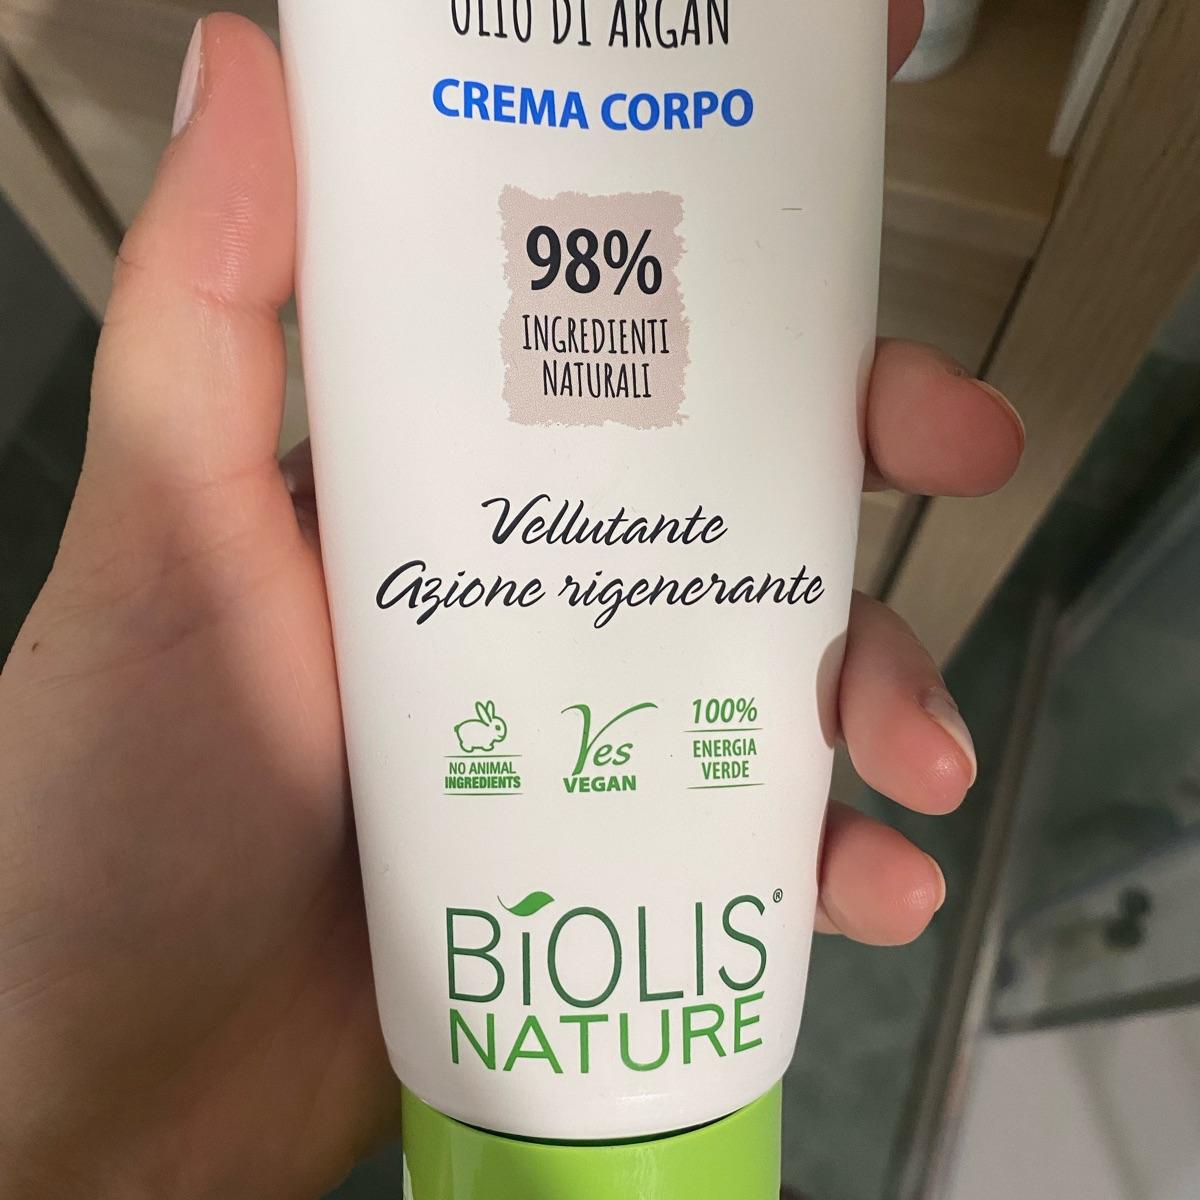 OLIO DI ARGAN
CREMA CORPO
98%
INGREDIENTI
NATURALI
Vellutante
Azione rigenerante
NO ANIMAL
INGREDIENTS
Yes
VEGAN
100%
ENERGIA
VERDE
BiOLIS®
NATURE